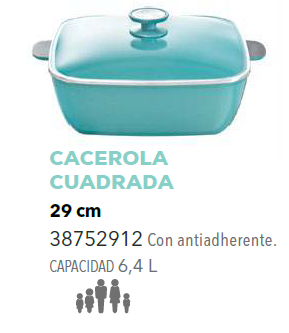 CACEROLA
CUADRADA
29 cm
38752912 Con antiadherente.
CAPACIDAD 6,4 L